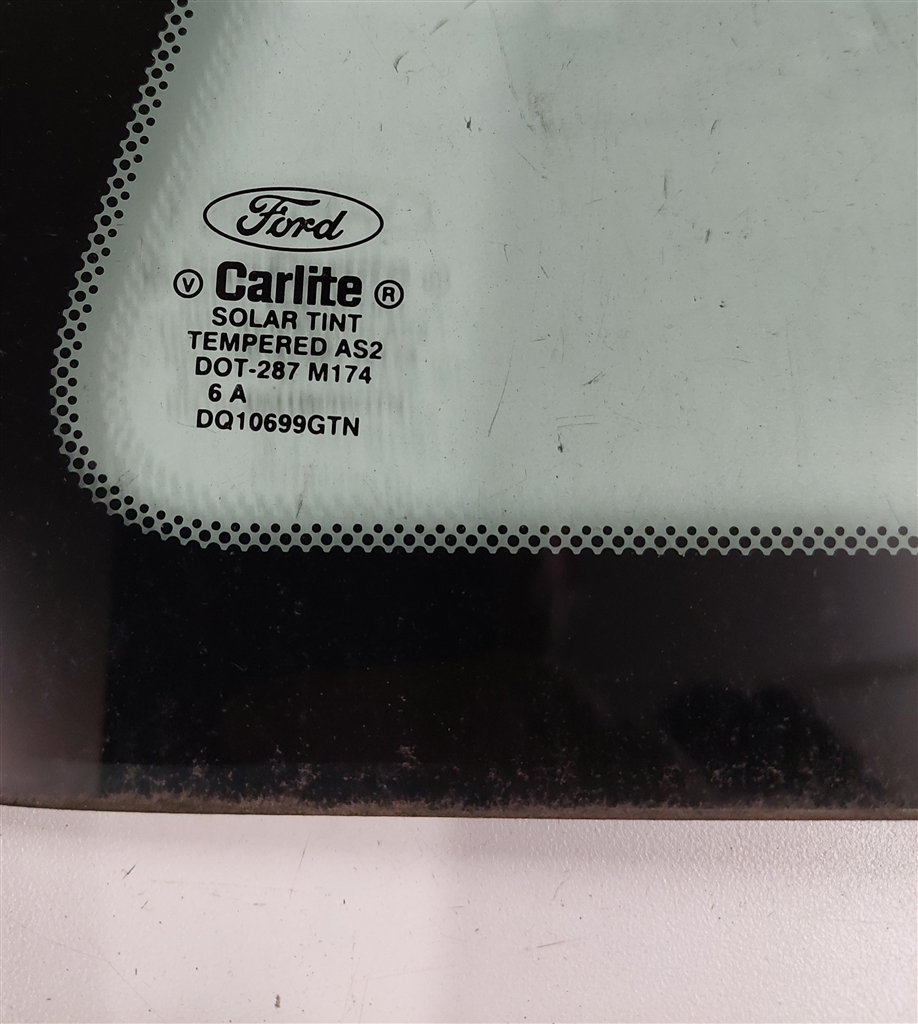 Ford
V Carlite ®
SOLAR TINT
TEMPERED AS2
DOT-287 M174
6 A
DQ10699GTN